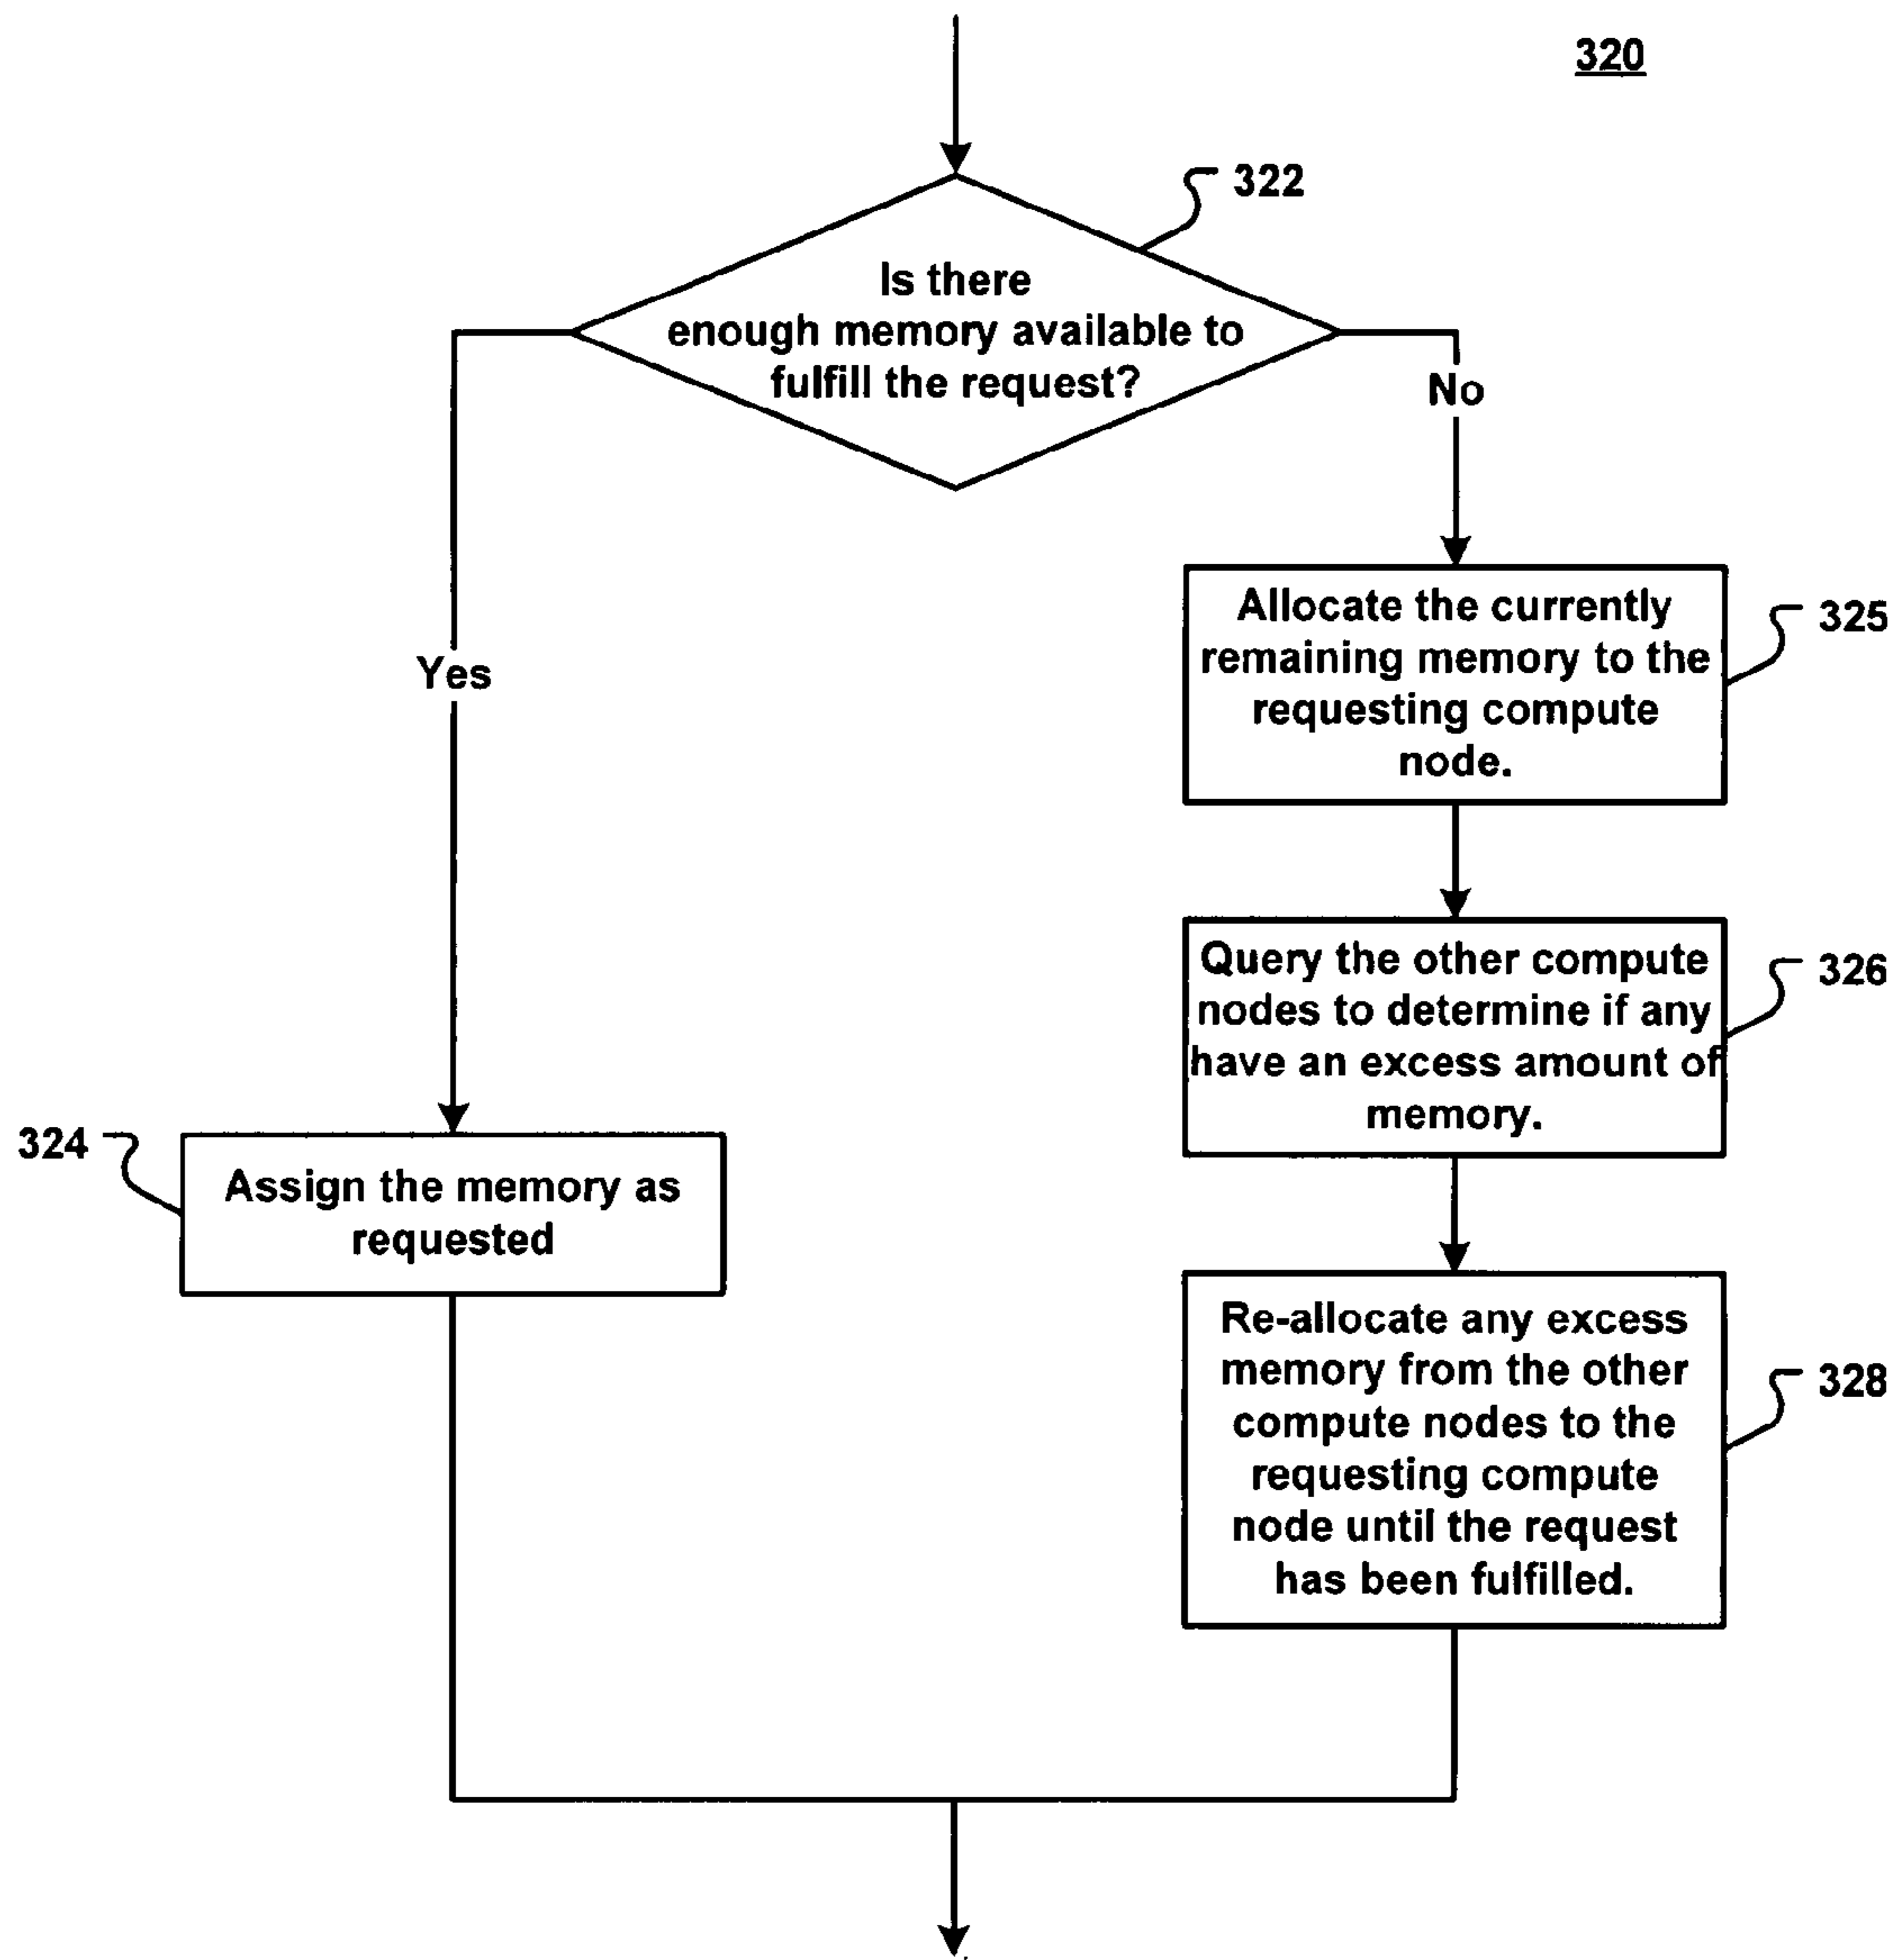 320
322
Is there
enough memory available to
fulfill the request?
No
Yes
Allocate the currently
remaining memory to the
requesting compute
node.
325
Query the other compute
nodes to determine if any
have an excess amount of
memory.
326
324
Assign the memory as
requested
Re-allocate any excess
memory from the other
compute nodes to the
requesting compute
node until the request
has been fulfilled.
328